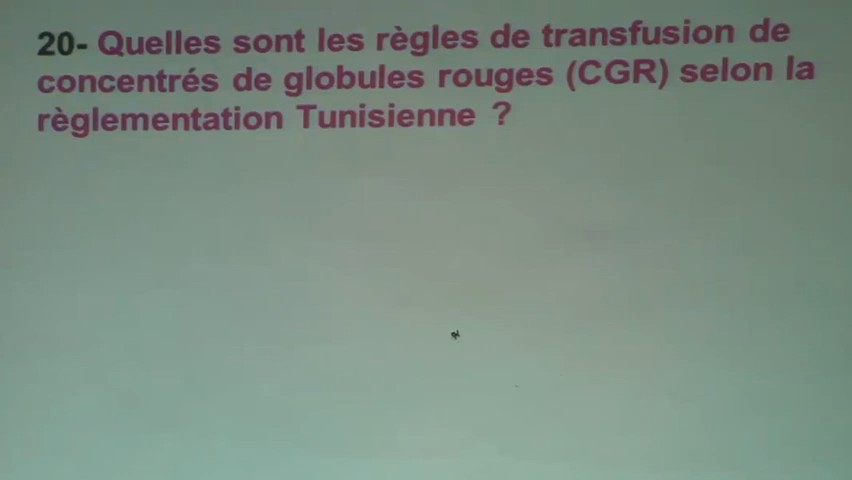 20- Quelles sont les règles de transfusion de
concentrés de globules rouges (CGR) selon la
règlementation Tunisienne ?